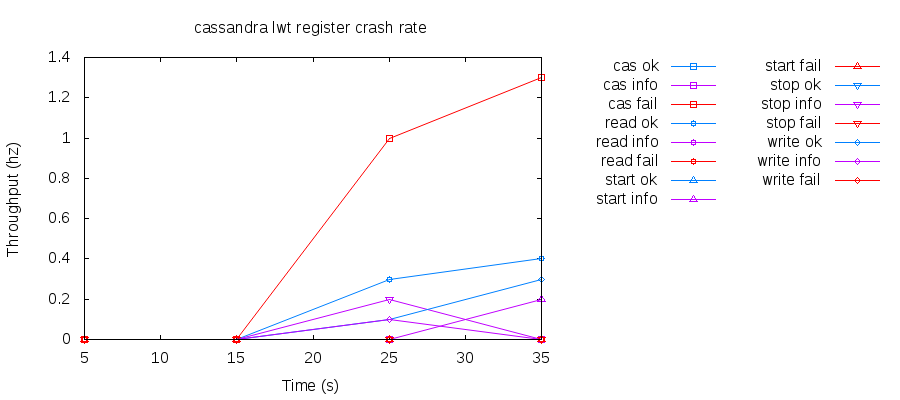 cassandra lwt register crash rate
1.4
1.2
1
0.8
0.6
0.4
0.2
0
Throughput (hz)
5
10
15
20
25
30
35
Time (s)
cas ok
cas info
cas fail
read ok
read info
read fail
start ok
start info
start fail
stop ok
stop info
stop fail
write ok
write info
write fail